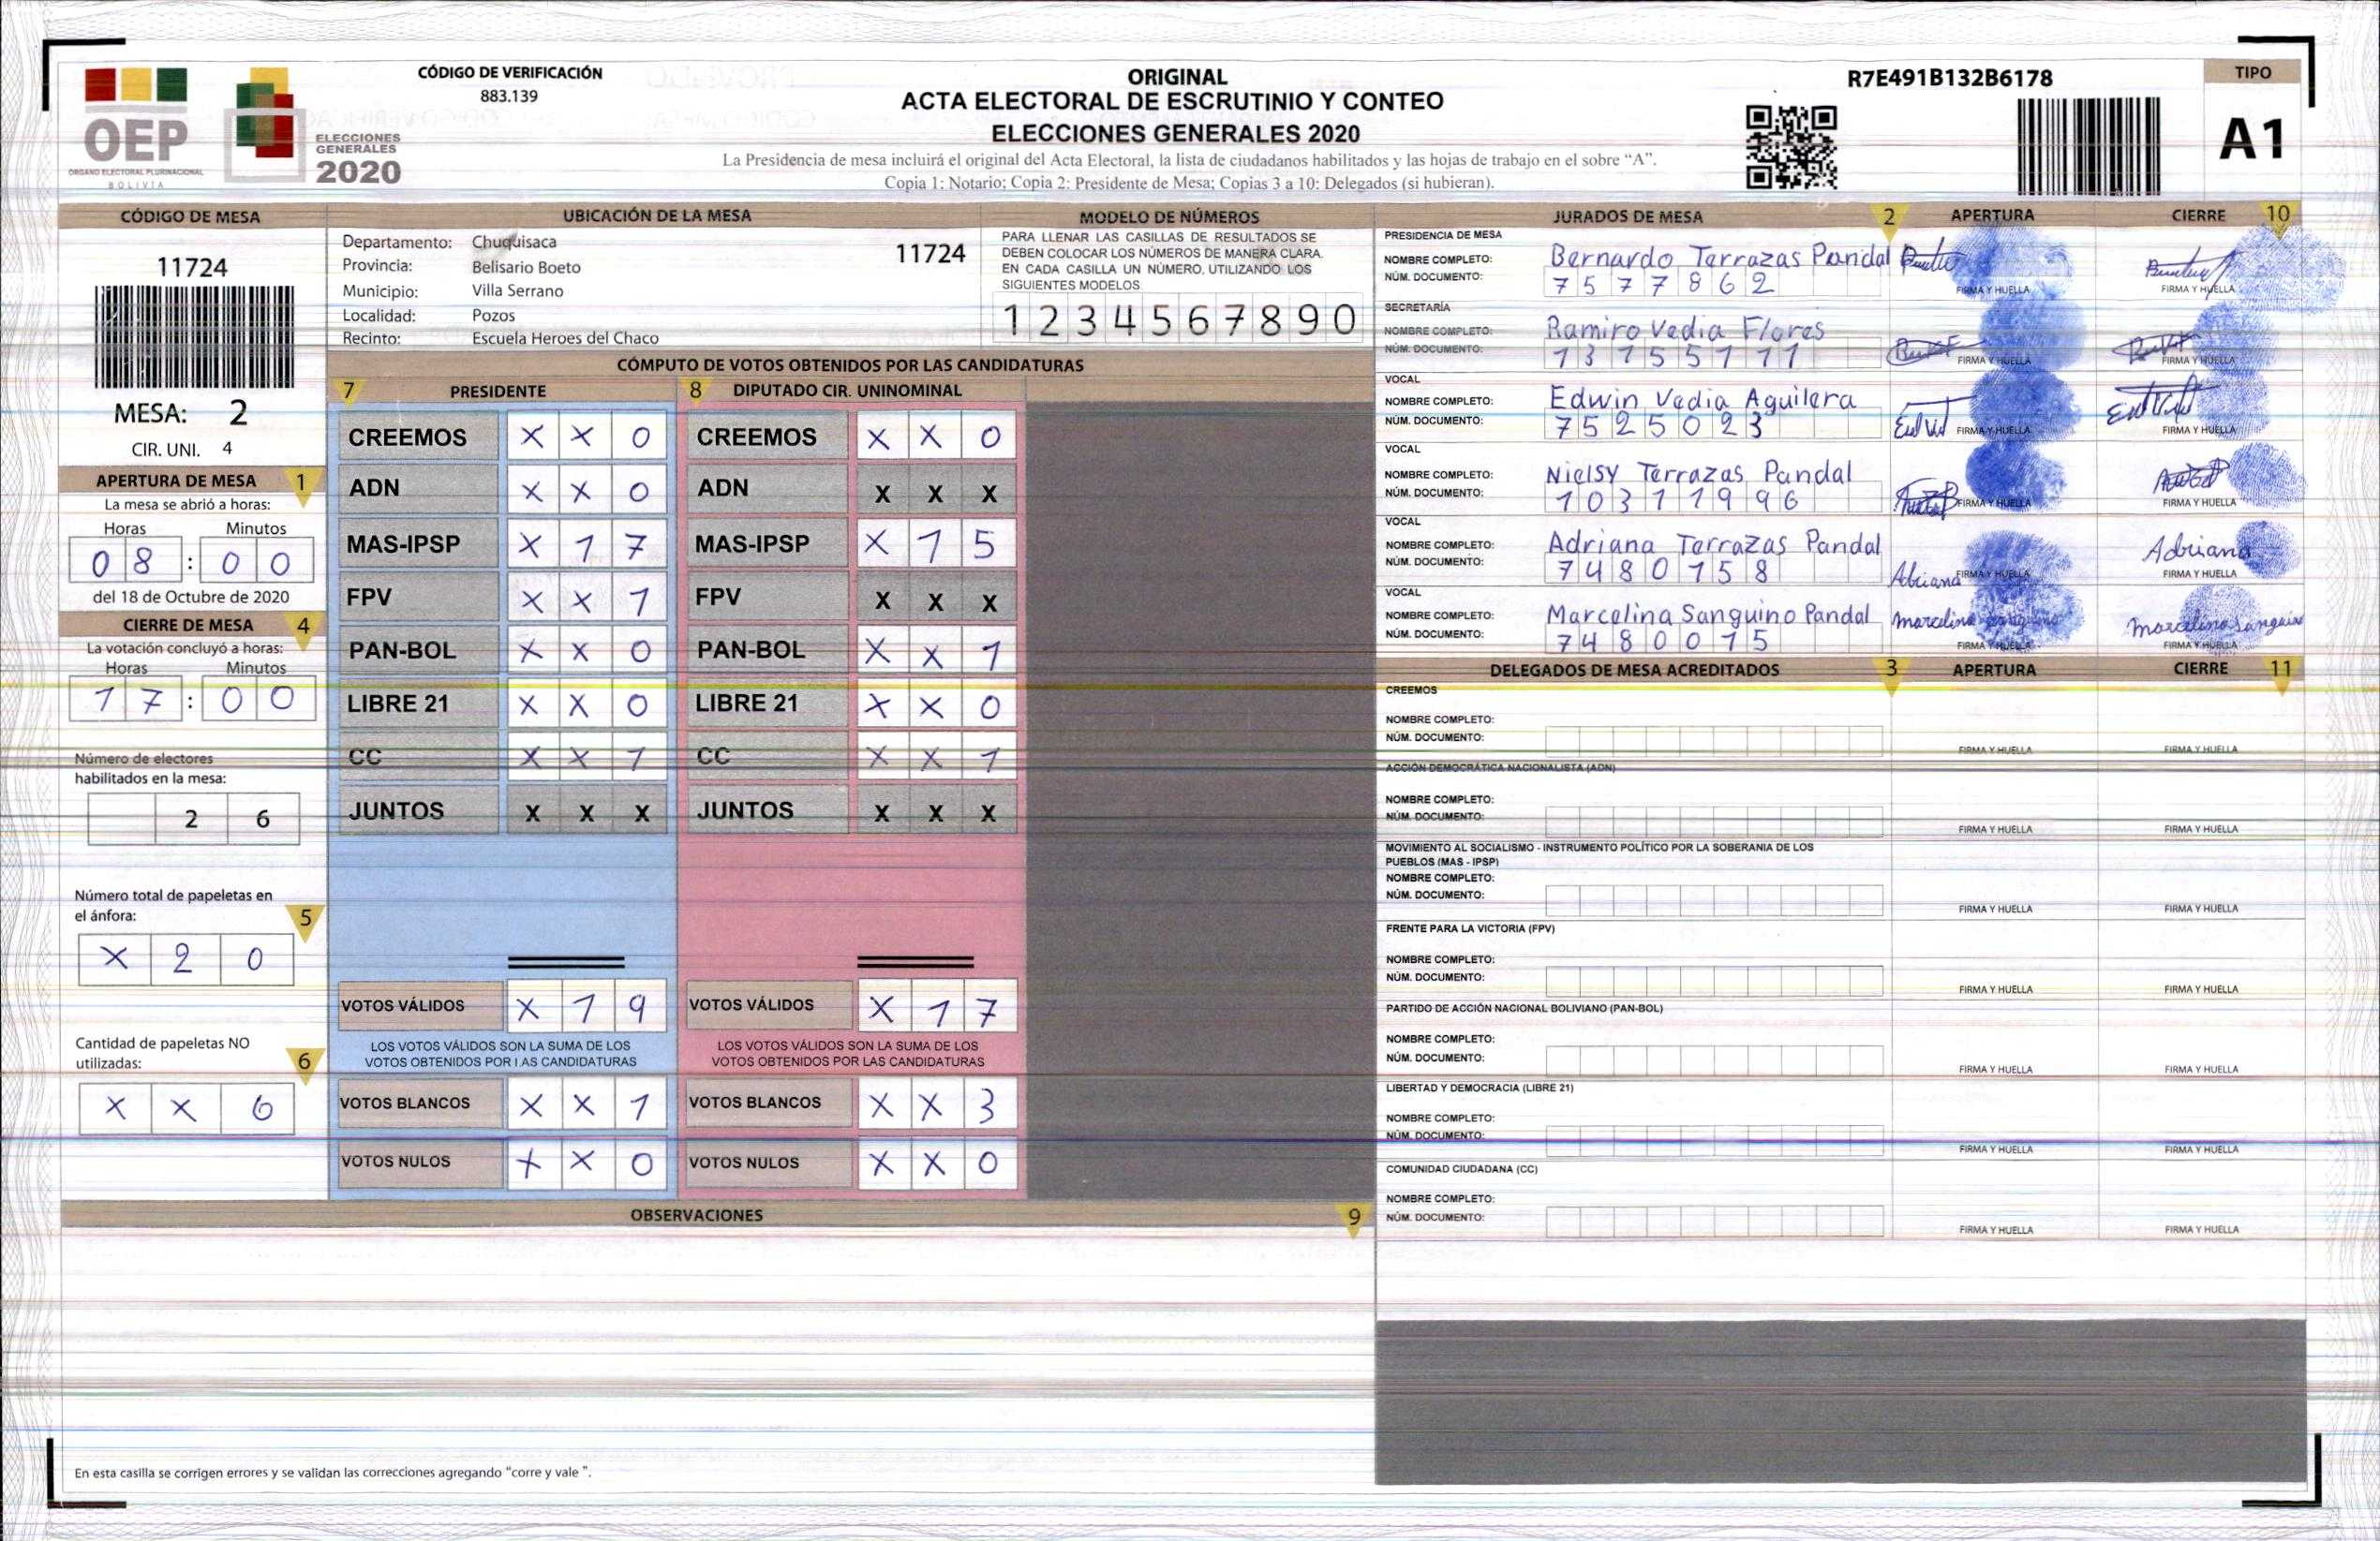 CÓDIGO DE VERIFICACIÓN
883.139
OEP
ÓRGANO ELECTORAL PLURINACIONAL
BOLIVIA
ELECCIONES
GENERALES
2020
ORIGINAL
ACTA ELECTORAL DE ESCRUTINIO Y CONTEO
ELECCIONES GENERALES 2020
La Presidencia de mesa incluirá el original del Acta Electoral, la lista de ciudadanos habilitados y las hojas de trabajo en el sobre “A”.
Copia 1: Notario; Copia 2: Presidente de Mesa; Copias 3 a 10: Delegados (si hubieran).
R7E491B132B6178
TIPO
A1
CÓDIGO DE MESA
11724
MESA: 2
CIR. UNI. 4
APERTURA DE MESA 1
La mesa se abrió a horas:
Horas Minutos
0 8 : 0 0
del 18 de Octubre de 2020
CIERRE DE MESA 4
La votación concluyó a horas:
Horas Minutos
1 7 : 0 0
Número de electores
habilitados en la mesa:
2 6
Número total de papeletas en
el ánfora: 5
X 2 0
Cantidad de papeletas NO
utilizadas: 6
X X 6
UBICACIÓN DE LA MESA
Departamento: Chuquisaca 11724
Provincia: Belisario Boeto
Municipio: Villa Serrano
Localidad: Pozos
Recinto: Escuela Heroes del Chaco
MODELO DE NÚMEROS
PARA LLENAR LAS CASILLAS DE RESULTADOS SE
DEBEN COLOCAR LOS NÚMEROS DE MANERA CLARA.
EN CADA CASILLA UN NÚMERO, UTILIZANDO LOS
SIGUIENTES MODELOS
1 2 3 4 5 6 7 8 9 0
CÓMPUTO DE VOTOS OBTENIDOS POR LAS CANDIDATURAS
7 PRESIDENTE
CREEMOS X X 0
ADN X X 0
MAS-IPSP X 1 7
FPV X X 1
PAN-BOL X X 0
LIBRE 21 X X 0
CC X X 1
JUNTOS X X X
VOTOS VÁLIDOS X 1 9
LOS VOTOS VÁLIDOS SON LA SUMA DE LOS
VOTOS OBTENIDOS POR LAS CANDIDATURAS
VOTOS BLANCOS X X 1
VOTOS NULOS X X 0
8 DIPUTADO CIR. UNINOMINAL
CREEMOS X X 0
ADN X X X
MAS-IPSP X 1 5
FPV X X X
PAN-BOL X X 1
LIBRE 21 X X 0
CC X X 1
JUNTOS X X X
VOTOS VÁLIDOS X 1 7
LOS VOTOS VÁLIDOS SON LA SUMA DE LOS
VOTOS OBTENIDOS POR LAS CANDIDATURAS
VOTOS BLANCOS X X 3
VOTOS NULOS X X 0
OBSERVACIONES 9
En esta casilla se corrigen errores y se validan las correcciones agregando “corre y vale ”.
JURADOS DE MESA 2 APERTURA CIERRE 10
PRESIDENCIA DE MESA
NOMBRE COMPLETO: Bernardo Terrazas Pandal
NÚM. DOCUMENTO: 7577862
FIRMA Y HUELLA FIRMA Y HUELLA
SECRETARÍA
NOMBRE COMPLETO: Ramiro Vedia Flores
NÚM. DOCUMENTO: 13155111
FIRMA Y HUELLA FIRMA Y HUELLA
VOCAL
NOMBRE COMPLETO: Edwin Vedia Aguilera
NÚM. DOCUMENTO: 7525023
FIRMA Y HUELLA FIRMA Y HUELLA
VOCAL
NOMBRE COMPLETO: Nielsy Terrazas Pandal
NÚM. DOCUMENTO: 10311996
FIRMA Y HUELLA FIRMA Y HUELLA
VOCAL
NOMBRE COMPLETO: Adriana Terrazas Pandal
NÚM. DOCUMENTO: 7480158
Adriana Adriana
FIRMA Y HUELLA FIRMA Y HUELLA
VOCAL
NOMBRE COMPLETO: Marcelina Sanguino Pandal
NÚM. DOCUMENTO: 7480015
marcelina sanguino marcelina sanguino
FIRMA Y HUELLA FIRMA Y HUELLA
DELEGADOS DE MESA ACREDITADOS 3 APERTURA CIERRE 11
CREEMOS
NOMBRE COMPLETO:
NÚM. DOCUMENTO:
FIRMA Y HUELLA FIRMA Y HUELLA
ACCIÓN DEMOCRÁTICA NACIONALISTA (ADN)
NOMBRE COMPLETO:
NÚM. DOCUMENTO:
FIRMA Y HUELLA FIRMA Y HUELLA
MOVIMIENTO AL SOCIALISMO - INSTRUMENTO POLÍTICO POR LA SOBERANIA DE LOS
PUEBLOS (MAS - IPSP)
NOMBRE COMPLETO:
NÚM. DOCUMENTO:
FIRMA Y HUELLA FIRMA Y HUELLA
FRENTE PARA LA VICTORIA (FPV)
NOMBRE COMPLETO:
NÚM. DOCUMENTO:
FIRMA Y HUELLA FIRMA Y HUELLA
PARTIDO DE ACCIÓN NACIONAL BOLIVIANO (PAN-BOL)
NOMBRE COMPLETO:
NÚM. DOCUMENTO:
FIRMA Y HUELLA FIRMA Y HUELLA
LIBERTAD Y DEMOCRACIA (LIBRE 21)
NOMBRE COMPLETO:
NÚM. DOCUMENTO:
FIRMA Y HUELLA FIRMA Y HUELLA
COMUNIDAD CIUDADANA (CC)
NOMBRE COMPLETO:
NÚM. DOCUMENTO:
FIRMA Y HUELLA FIRMA Y HUELLA